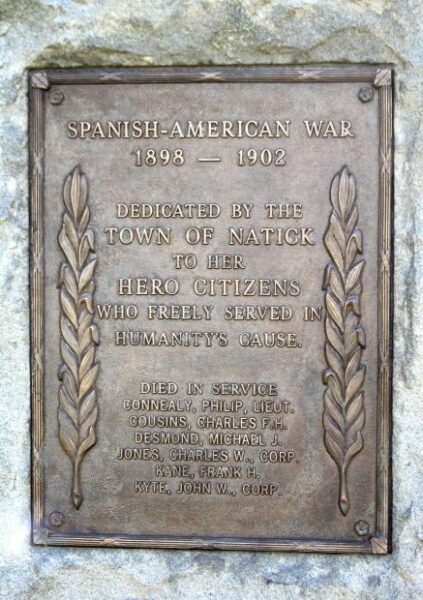 SPANISH-AMERICAN WAR
1898 — 1902
DEDICATED BY THE
TOWN OF NATICK
TO HER
HERO CITIZENS
WHO FREELY SERVED IN
HUMANITY'S CAUSE.
DIED IN SERVICE
CONNEALY, PHILIP, LIEUT.
COUSINS, CHARLES F.H.
DESMOND, MICHAEL J.
JONES, CHARLES W., CORP.
KANE, FRANK H.
KYTE, JOHN W., CORP.